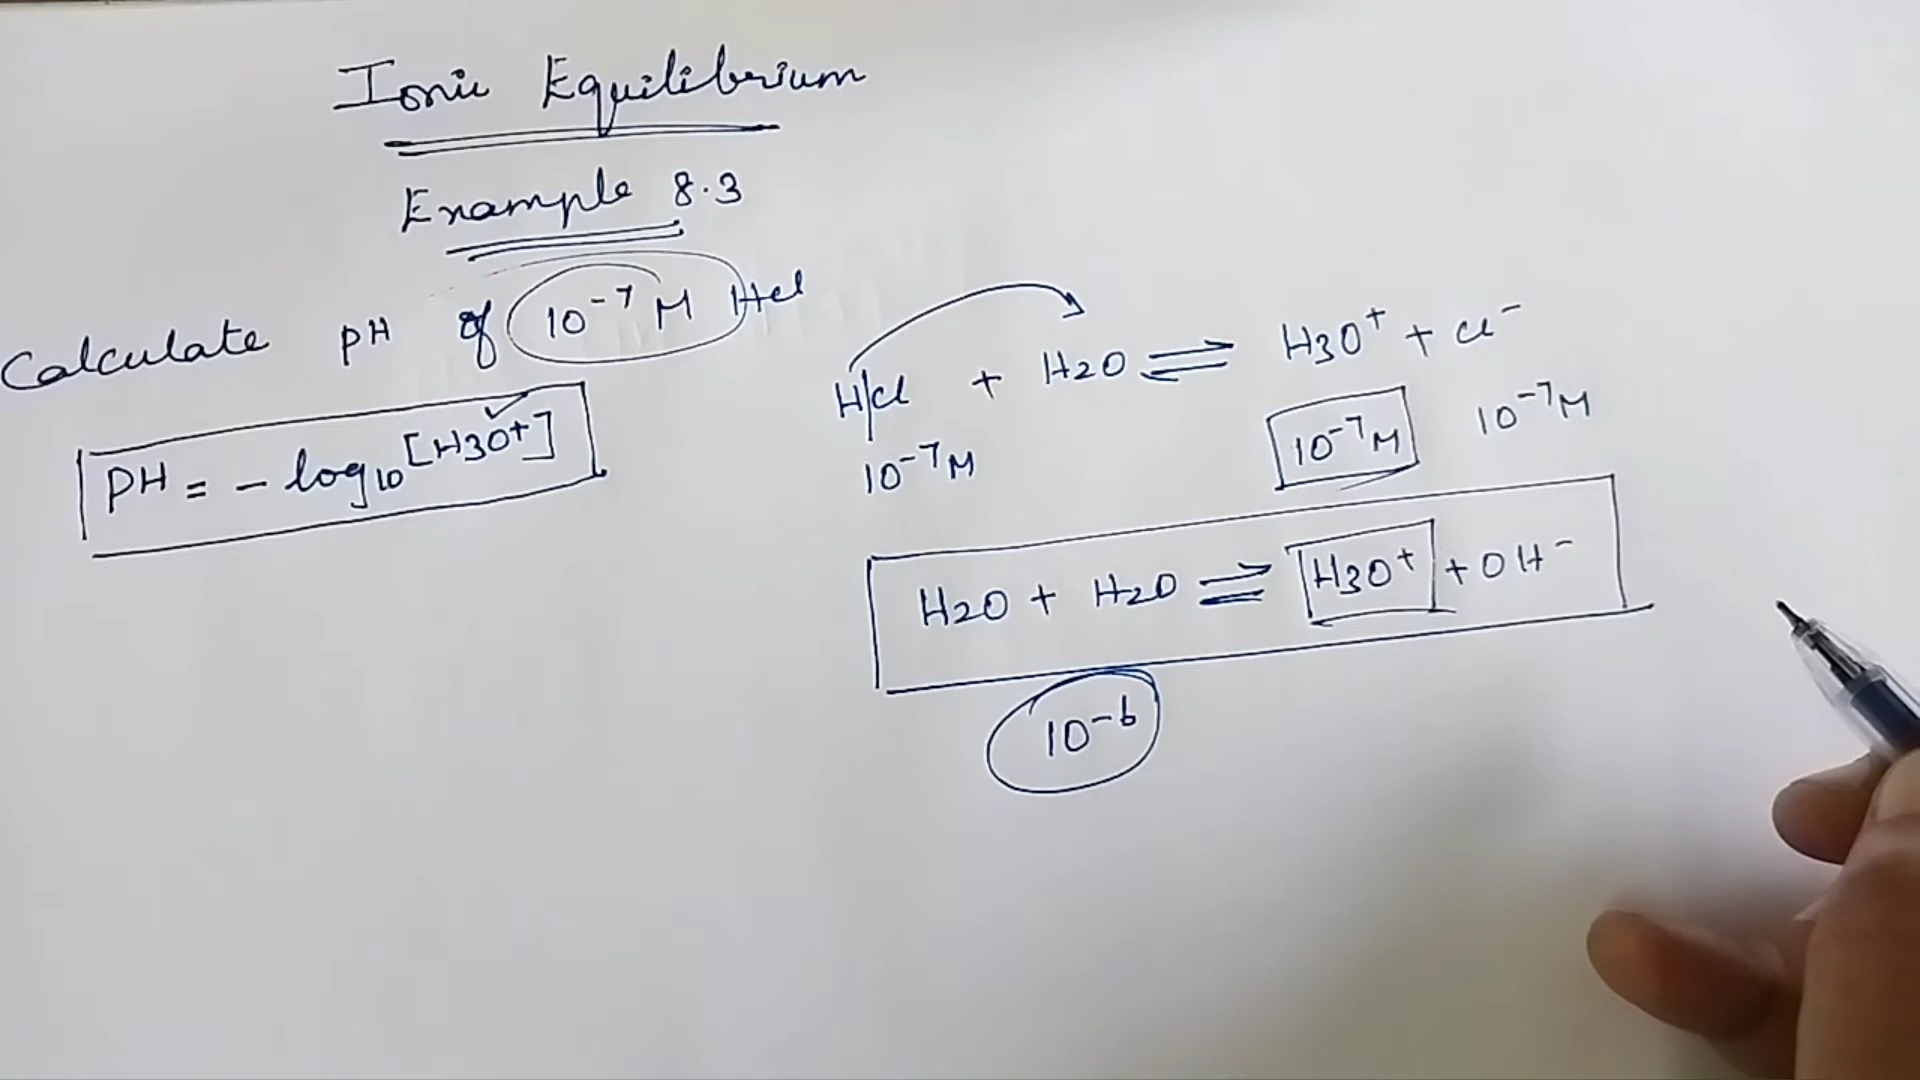 Ionic Equilibrium
Example 8.3
Calculate pH of 10⁻⁷ M Hcl
PH = - log₁₀ [H3O⁺]
H/Cl + H2O ⇌ H3O⁺ + Cl⁻
10⁻⁷M 10⁻⁷M 10⁻⁷M
H2O + H2O ⇌ H3O⁺ + OH⁻
10⁻⁶